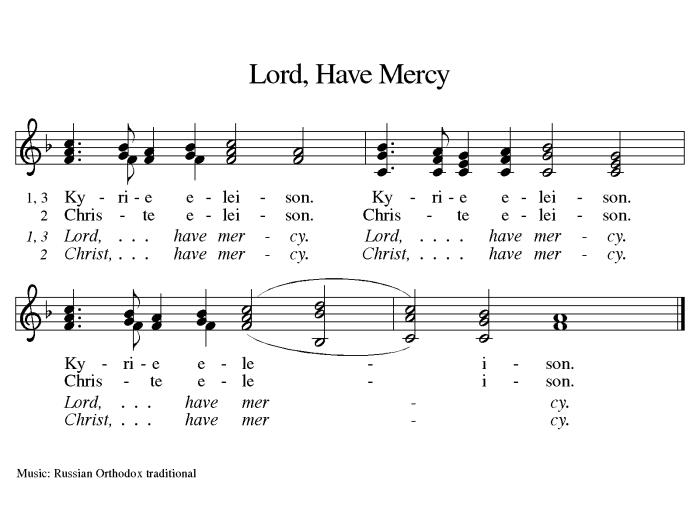 Lord, Have Mercy
1, 3 Ky - ri - e e - lei - son. Ky - ri - e e - lei - son.
2 Chris - te e - lei - son. Chris - te e - lei - son.
1, 3 Lord, . . . have mer - cy. Lord, . . . . have mer - cy.
2 Christ, . . . have mer - cy. Christ, . . . . have mer - cy.
Ky - ri - e e - le - i - son.
Chris - te e - le - i - son.
Lord, . . . have mer - cy.
Christ, . . . have mer - cy.
Music: Russian Orthodox traditional